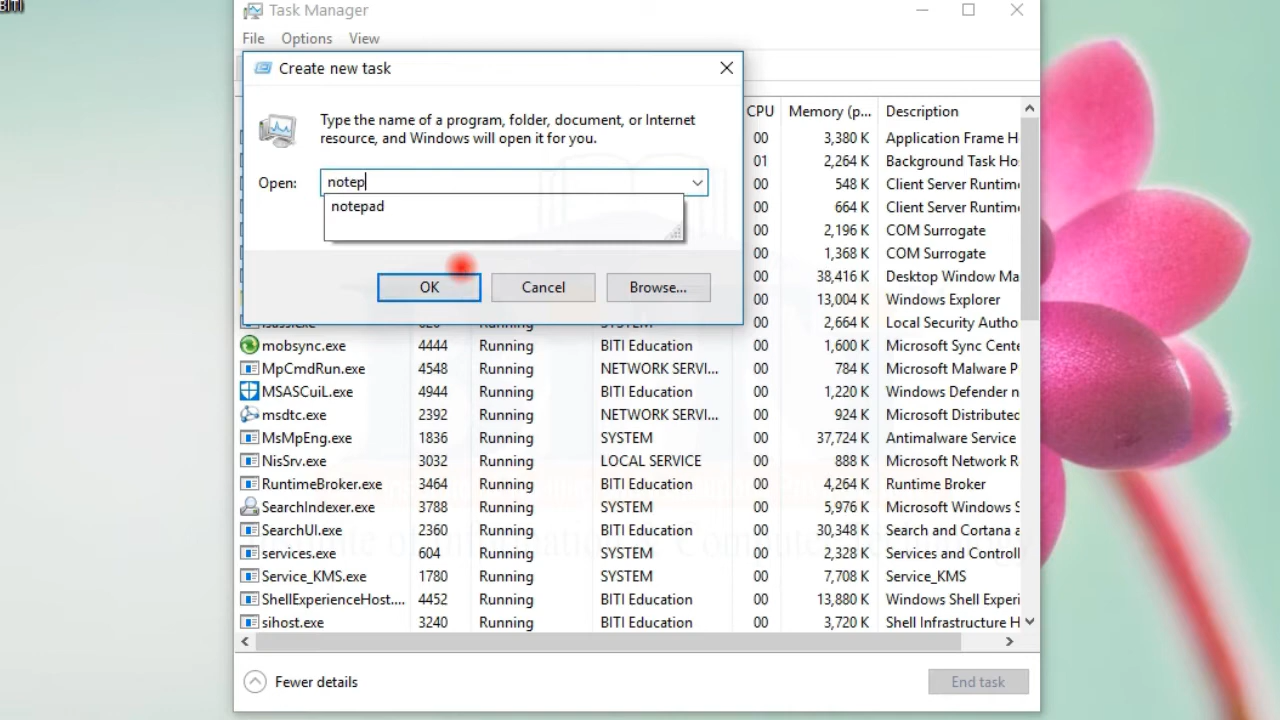 BITI
Task Manager
File Options View
Create new task
Type the name of a program, folder, document, or Internet
resource, and Windows will open it for you.
Open: notep
notepad
OK Cancel Browse...
CPU Memory (p... Description
00 3,380 K Application Frame H
01 2,264 K Background Task Ho
00 548 K Client Server Runtim
00 664 K Client Server Runtim
00 2,196 K COM Surrogate
00 1,368 K COM Surrogate
00 38,416 K Desktop Window Ma
00 13,004 K Windows Explorer
00 2,664 K Local Security Autho
mobsync.exe 4444 Running BITI Education 00 1,600 K Microsoft Sync Cente
MpCmdRun.exe 4548 Running NETWORK SERVI... 00 784 K Microsoft Malware P
MSASCuiL.exe 4944 Running BITI Education 00 1,220 K Windows Defender n
msdtc.exe 2392 Running NETWORK SERVI... 00 924 K Microsoft Distributed
MsMpEng.exe 1836 Running SYSTEM 00 37,724 K Antimalware Service
NisSrv.exe 3032 Running LOCAL SERVICE 00 888 K Microsoft Network R
RuntimeBroker.exe 3464 Running BITI Education 00 4,264 K Runtime Broker
SearchIndexer.exe 3788 Running SYSTEM 00 5,976 K Microsoft Windows S
SearchUI.exe 2360 Running BITI Education 00 30,348 K Search and Cortana a
services.exe 604 Running SYSTEM 00 2,328 K Services and Controll
Service_KMS.exe 1780 Running SYSTEM 00 7,708 K Service_KMS
ShellExperienceHost.... 4452 Running BITI Education 00 13,880 K Windows Shell Experi
sihost.exe 3240 Running BITI Education 00 3,720 K Shell Infrastructure H
Fewer details End task